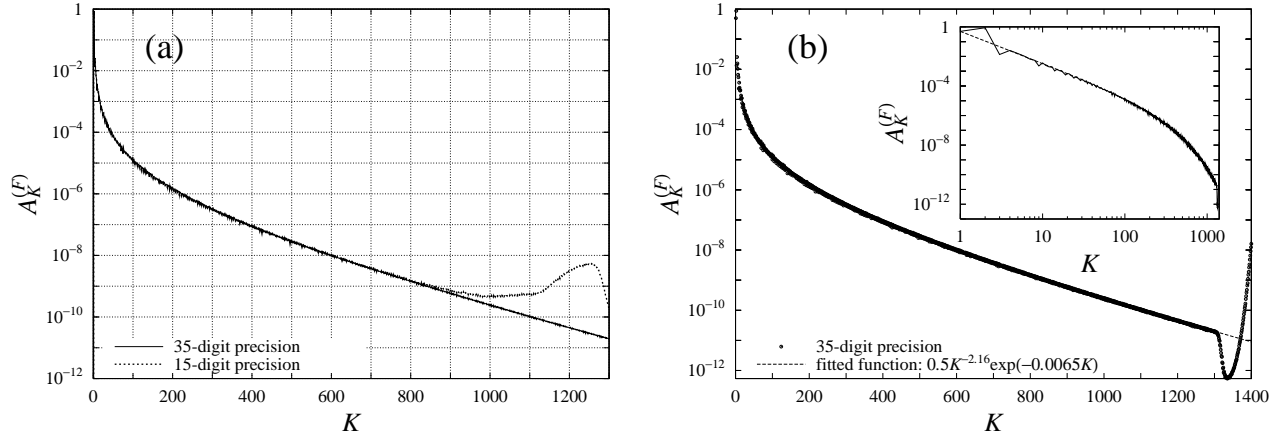 (a)
1
10^{-2}
10^{-4}
10^{-6}
10^{-8}
10^{-10}
10^{-12}
A_K^{(F)}
35-digit precision
15-digit precision
0 200 400 600 800 1000 1200
K
(b)
1
10^{-2}
10^{-4}
10^{-6}
10^{-8}
10^{-10}
10^{-12}
A_K^{(F)}
35-digit precision
fitted function: 0.5K^{−2.16}exp(−0.0065K)
0 200 400 600 800 1000 1200 1400
K
1
10^{-4}
10^{-8}
10^{-12}
A_K^{(F)}
1 10 100 1000
K